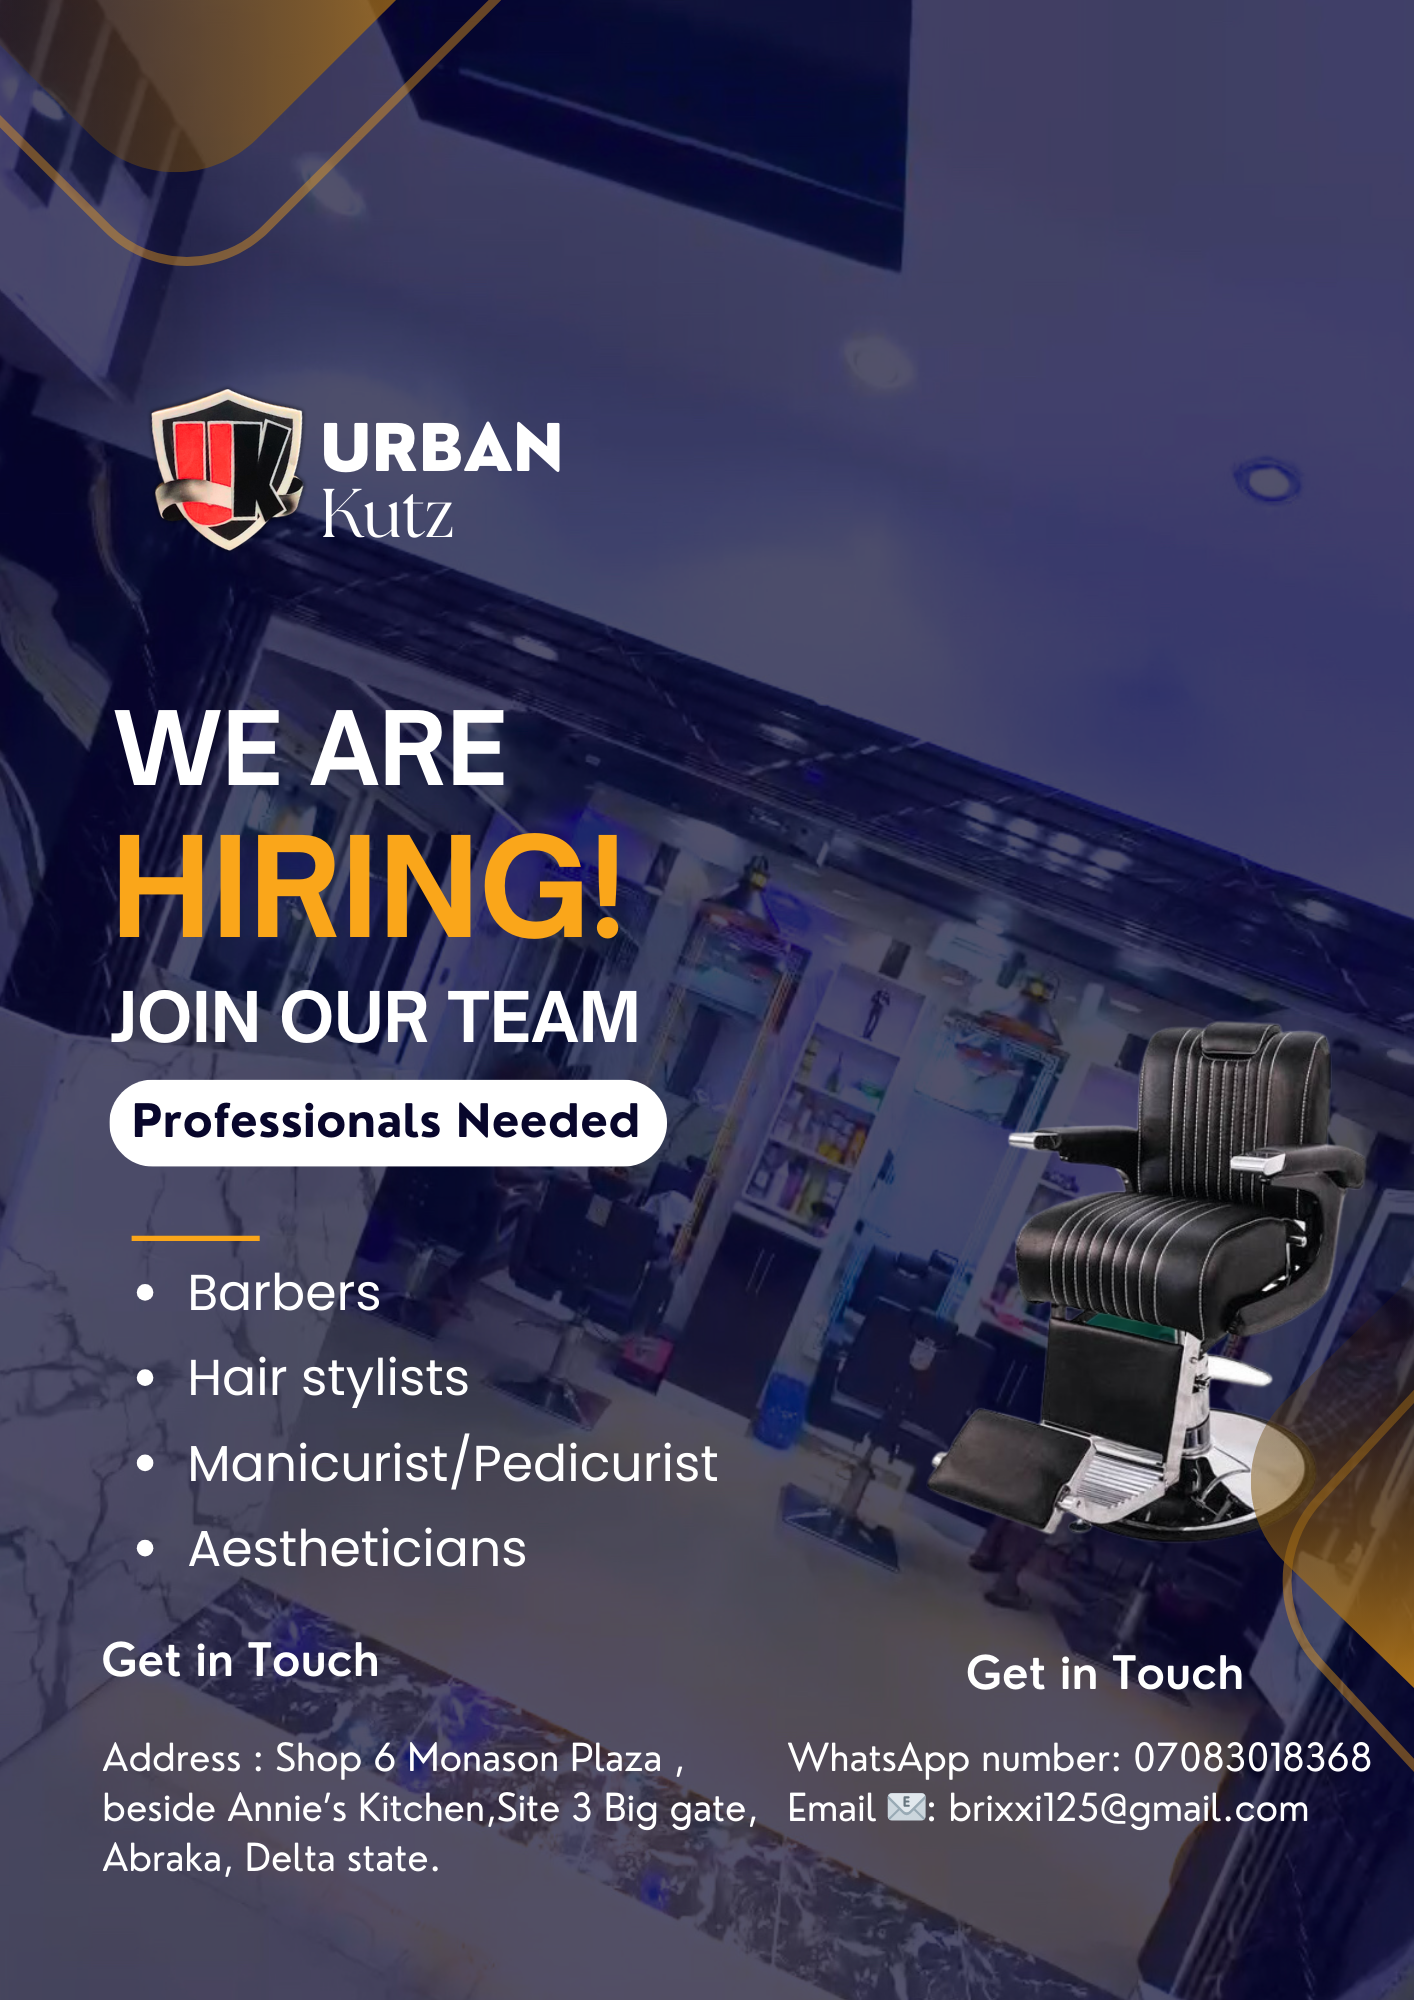 UK
URBAN
Kutz
WE ARE
HIRING!
JOIN OUR TEAM
Professionals Needed
• Barbers
• Hair stylists
• Manicurist/Pedicurist
• Aestheticians
Get in Touch
Address : Shop 6 Monason Plaza ,
beside Annie's Kitchen,Site 3 Big gate,
Abraka, Delta state.
Get in Touch
WhatsApp number: 07083018368
Email 📧: brixxi125@gmail.com